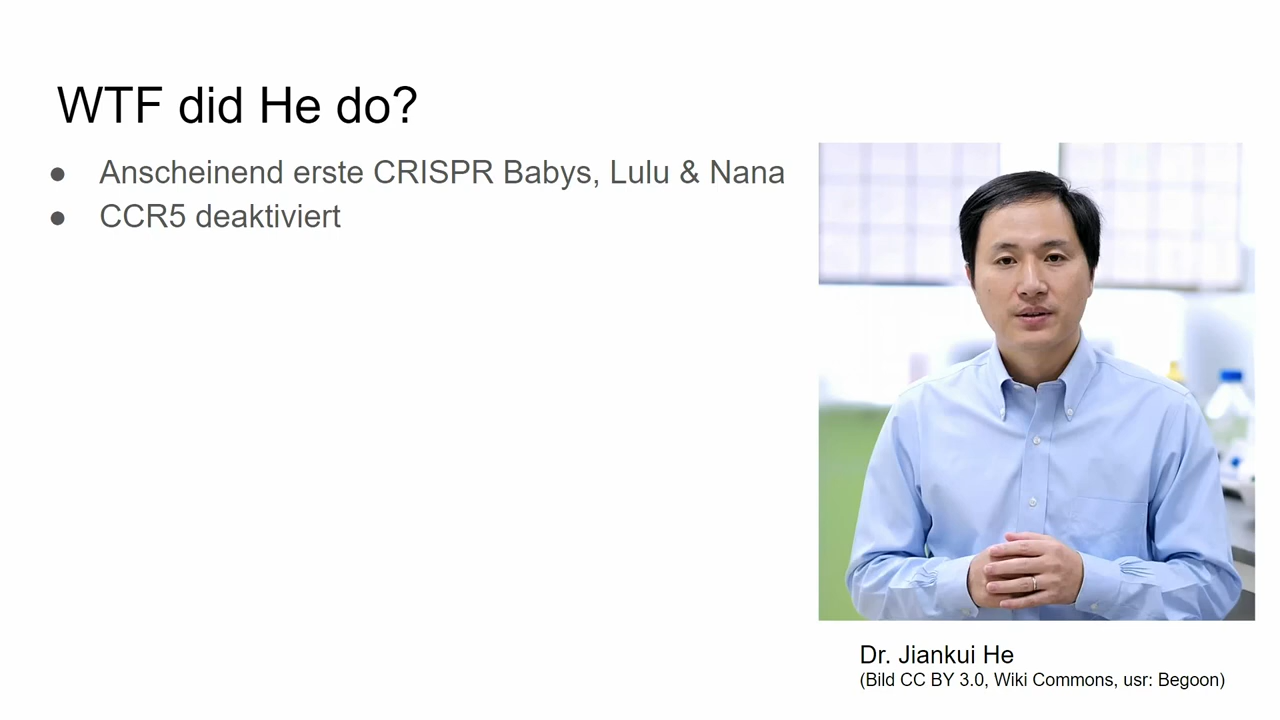 WTF did He do?
● Anscheinend erste CRISPR Babys, Lulu & Nana
● CCR5 deaktiviert
Dr. Jiankui He
(Bild CC BY 3.0, Wiki Commons, usr: Begoon)